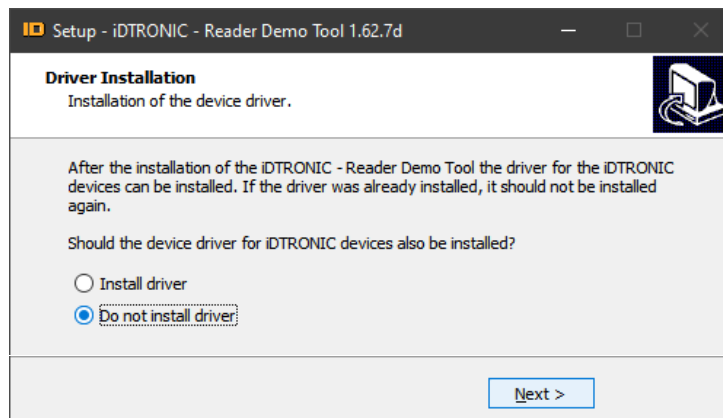 ID Setup - iDTRONIC - Reader Demo Tool 1.62.7d
Driver Installation
Installation of the device driver.
After the installation of the iDTRONIC - Reader Demo Tool the driver for the iDTRONIC
devices can be installed. If the driver was already installed, it should not be installed
again.
Should the device driver for iDTRONIC devices also be installed?
Install driver
Do not install driver
Next >